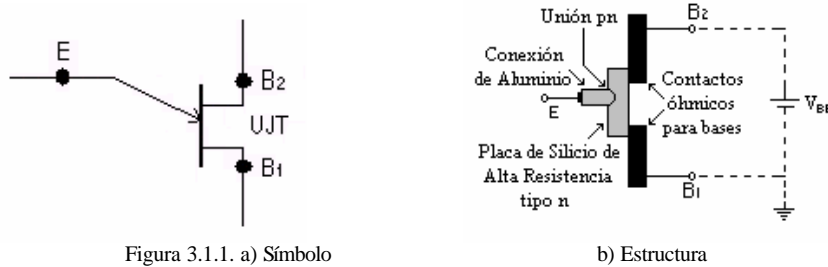 E
B2
UJT
B1
Unión pn
Conexión
de Aluminio
E
Placa de Silicio de
Alta Resistencia
tipo n
B2
Contactos
óhmicos
para bases
VBB
B1
Figura 3.1.1. a) Símbolo
b) Estructura